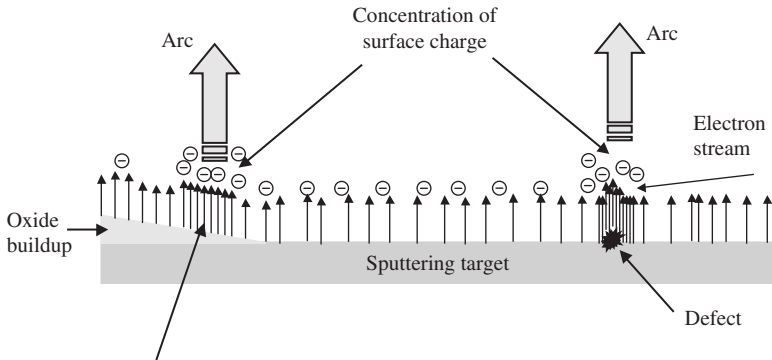 Arc
Concentration of
surface charge
Arc
Electron
stream
Oxide
buildup
Sputtering target
Defect